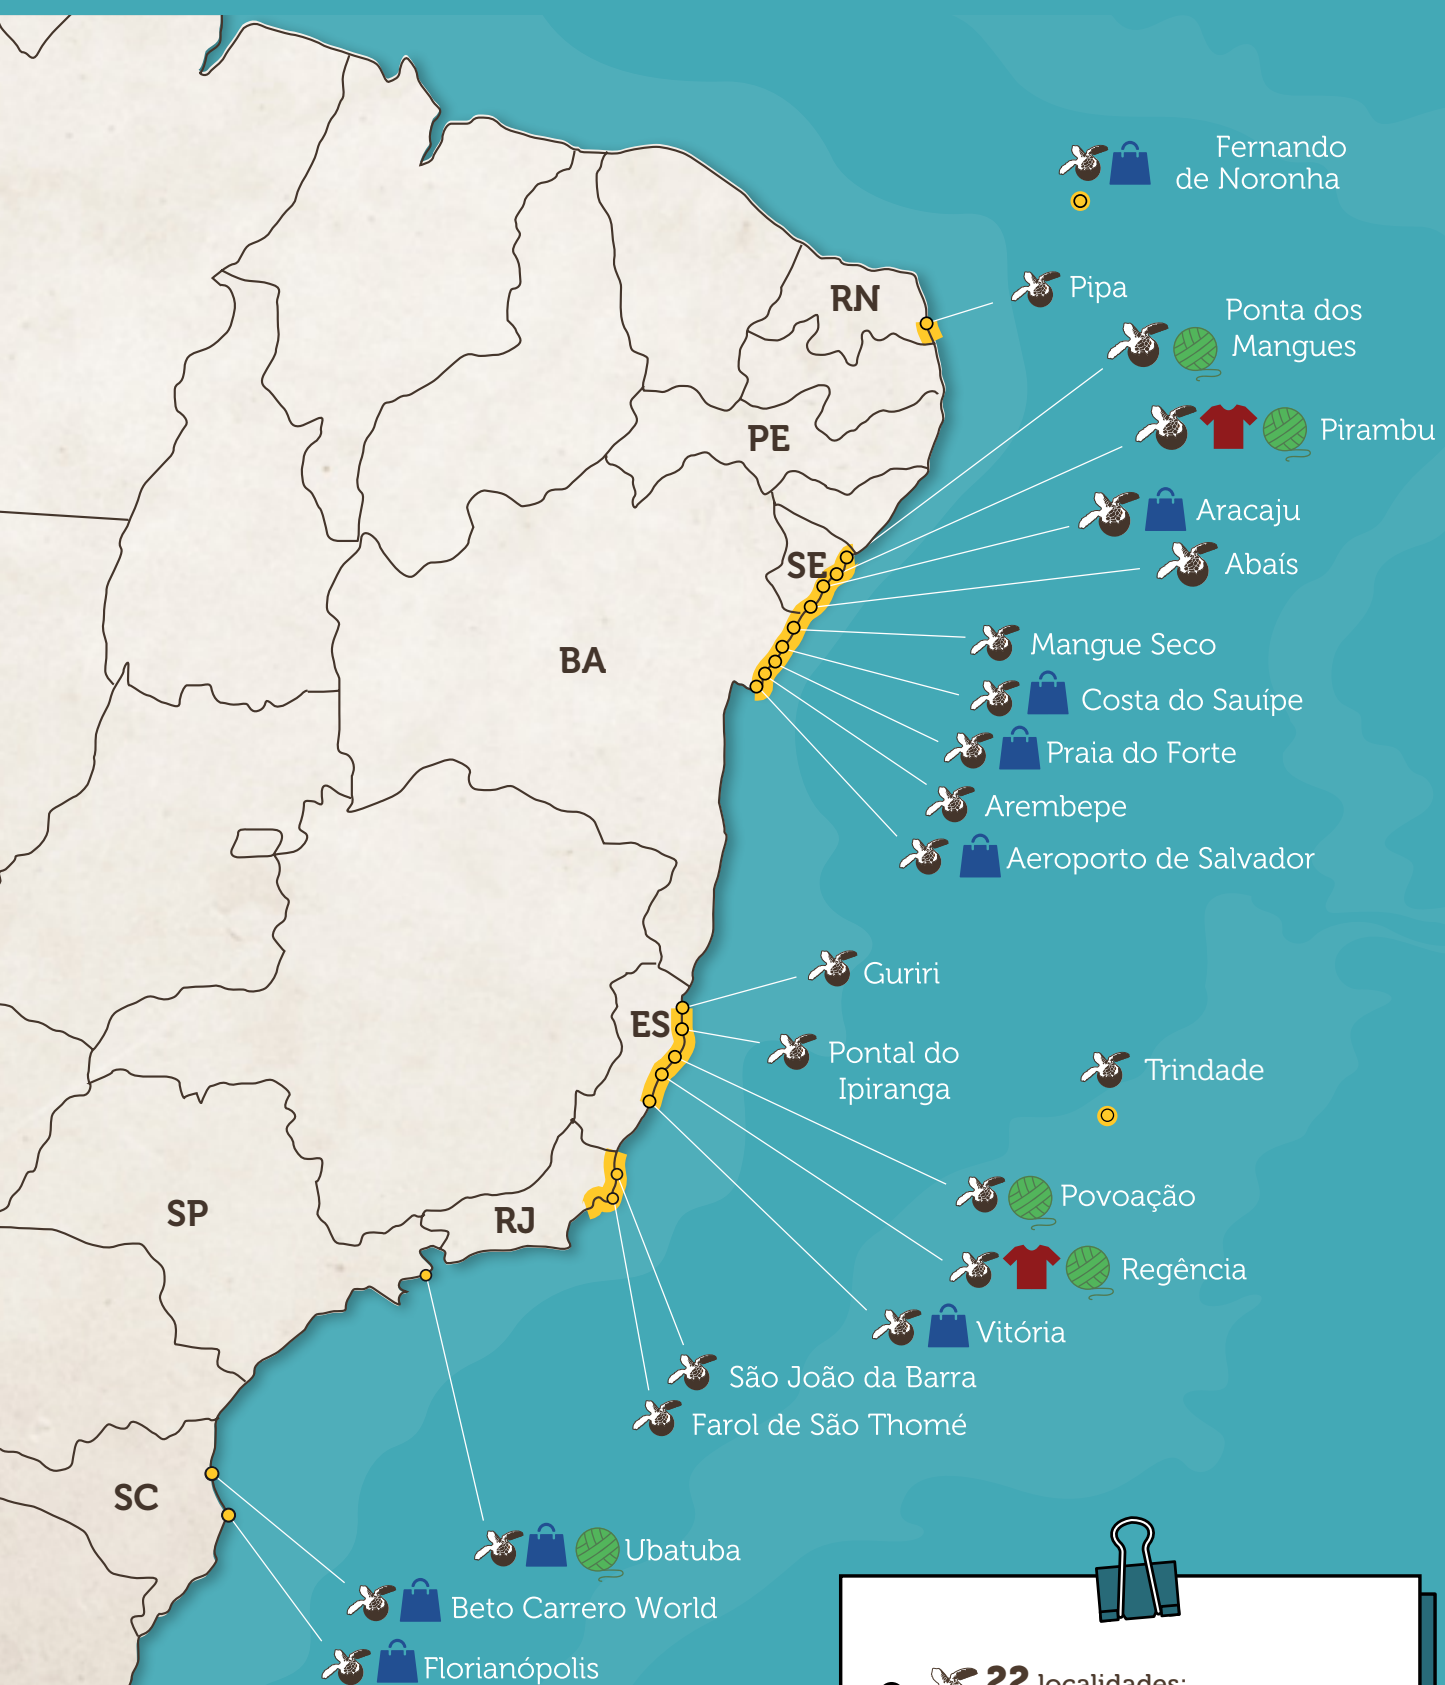 Fernando
de Noronha
RN
Pipa
Ponta dos
Mangues
PE
Pirambu
Aracaju
SE
Abaís
BA
Mangue Seco
Costa do Sauípe
Praia do Forte
Arembepe
Aeroporto de Salvador
Guriri
ES
Pontal do
Ipiranga
Trindade
Povoação
SP
RJ
Regência
Vitória
São João da Barra
Farol de São Thomé
SC
Ubatuba
Beto Carrero World
Florianópolis
22 localidades: